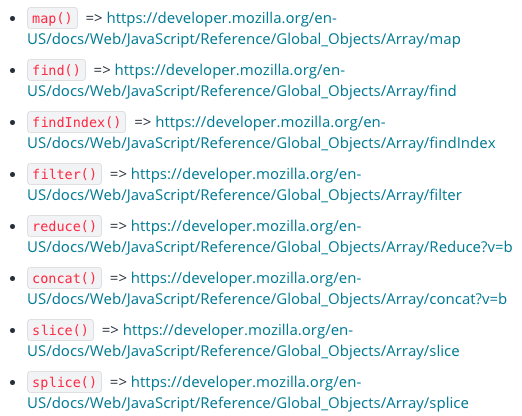 map() => https://developer.mozilla.org/en-
US/docs/Web/JavaScript/Reference/Global_Objects/Array/map
find() => https://developer.mozilla.org/en-
US/docs/Web/JavaScript/Reference/Global_Objects/Array/find
findIndex() => https://developer.mozilla.org/en-
US/docs/Web/JavaScript/Reference/Global_Objects/Array/findIndex
filter() => https://developer.mozilla.org/en-
US/docs/Web/JavaScript/Reference/Global_Objects/Array/filter
reduce() => https://developer.mozilla.org/en-
US/docs/Web/JavaScript/Reference/Global_Objects/Array/Reduce?v=b
concat() => https://developer.mozilla.org/en-
US/docs/Web/JavaScript/Reference/Global_Objects/Array/concat?v=b
slice() => https://developer.mozilla.org/en-
US/docs/Web/JavaScript/Reference/Global_Objects/Array/slice
splice() => https://developer.mozilla.org/en-
US/docs/Web/JavaScript/Reference/Global_Objects/Array/splice